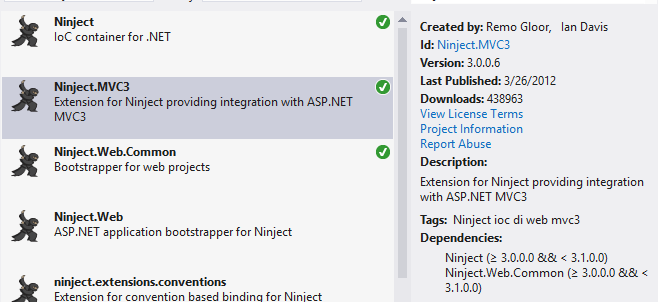 Ninject
IoC container for .NET
Ninject.MVC3
Extension for Ninject providing integration with ASP.NET
MVC3
Ninject.Web.Common
Bootstrapper for web projects
Ninject.Web
ASP.NET application bootstrapper for Ninject
ninject.extensions.conventions
Extension for convention based binding for Ninject
Created by: Remo Gloor, Ian Davis
Id: Ninject.MVC3
Version: 3.0.0.6
Last Published: 3/26/2012
Downloads: 438963
View License Terms
Project Information
Report Abuse
Description:
Extension for Ninject providing integration
with ASP.NET MVC3
Tags: Ninject ioc di web mvc3
Dependencies:
Ninject (≥ 3.0.0.0 && < 3.1.0.0)
Ninject.Web.Common (≥ 3.0.0.0 && <
3.1.0.0)